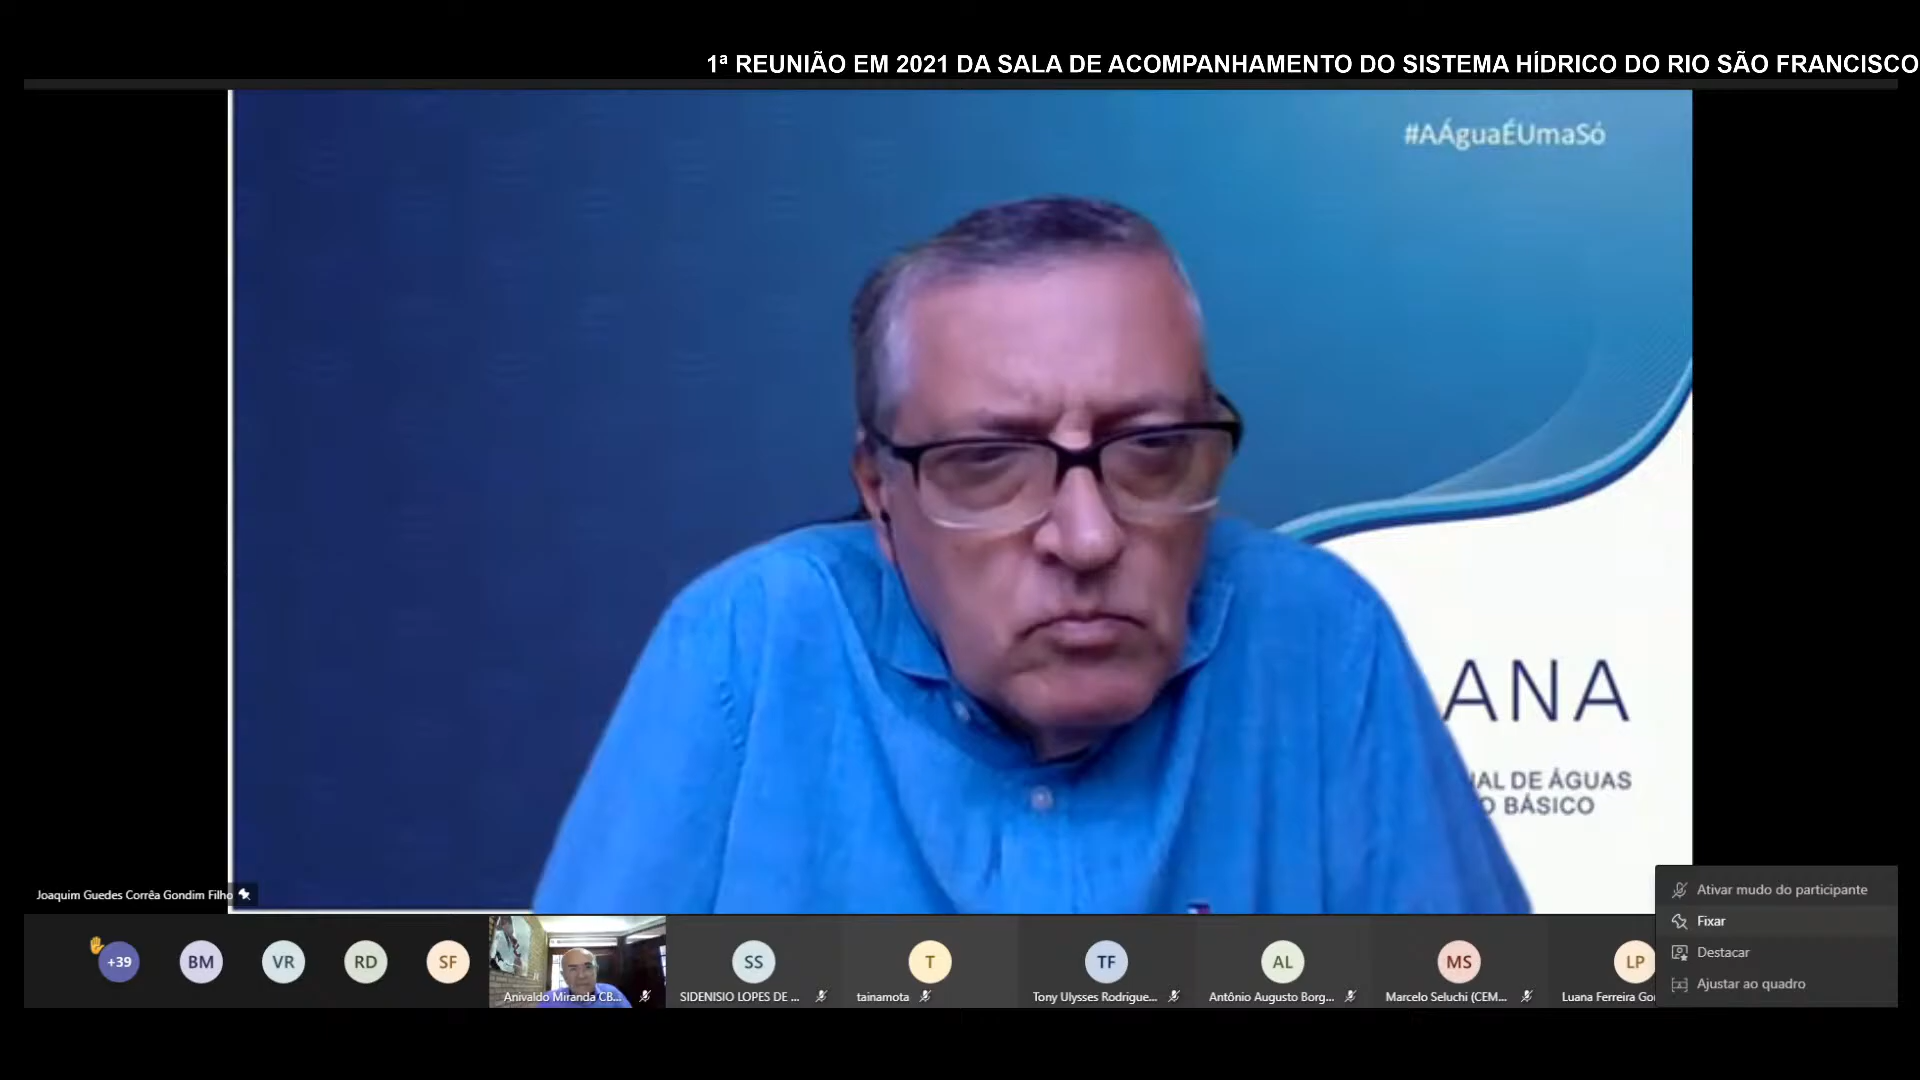 1ª REUNIÃO EM 2021 DA SALA DE ACOMPANHAMENTO DO SISTEMA HÍDRICO DO RIO SÃO FRANCISCO
#AÁguaÉUmaSó
ANA
DE ÁGUAS
BÁSICO
Joaquim Guedes Corrêa Gondim Filho
Ativar mudo do participante
Fixar
Destacar
Ajustar ao quadro
+39
BM
VR
RD
SF
Anivaldo Miranda CB...
SS
SIDENISIO LOPES DE ...
T
tainamota
TF
Tony Ulysses Rodrigue...
AL
Antônio Augusto Borg...
MS
Marcelo Seluchi (CEM...
LP
Luana Ferreira